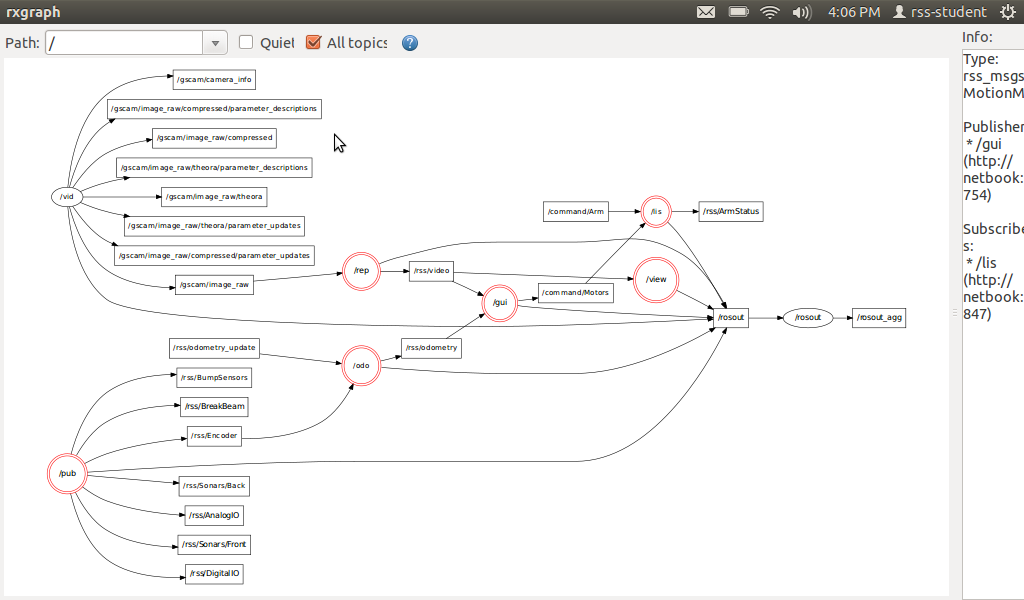 rxgraph
4:06 PM
rss-student
Path:
/
Quiet
All topics
?
Info:
/gscam/camera_info
/gscam/image_raw/compressed/parameter_descriptions
/gscam/image_raw/compressed
/gscam/image_raw/theora/parameter_descriptions
/vid
/gscam/image_raw/theora
/gscam/image_raw/theora/parameter_updates
/gscam/image_raw/compressed/parameter_updates
/gscam/image_raw
/command/Arm
/lis
/rss/ArmStatus
/rep
/rss/video
/view
/gui
/command/Motors
/rosout
/rosout
/rosout_agg
/rss/odometry_update
/rss/odometry
/odo
/rss/BumpSensors
/rss/BreakBeam
/rss/Encoder
/pub
/rss/Sonars/Back
/rss/AnalogIO
/rss/Sonars/Front
/rss/DigitalIO
Type:
rss_msgs
MotionM
Publisher
* /gui
(http://
netbook:
754)
Subscribe
s:
* /lis
(http://
netbook:
847)